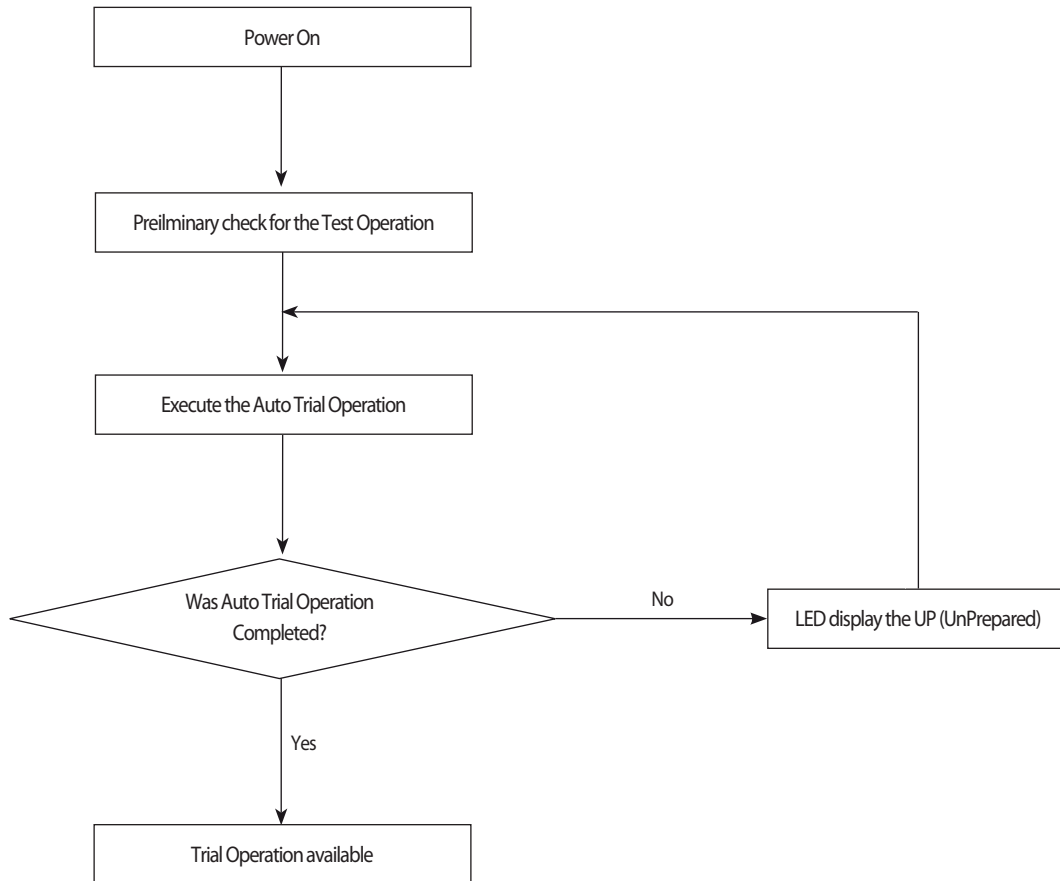 Power On
Preilminary check for the Test Operation
Execute the Auto Trial Operation
Was Auto Trial Operation
Completed?
No
LED display the UP (UnPrepared)
Yes
Trial Operation available